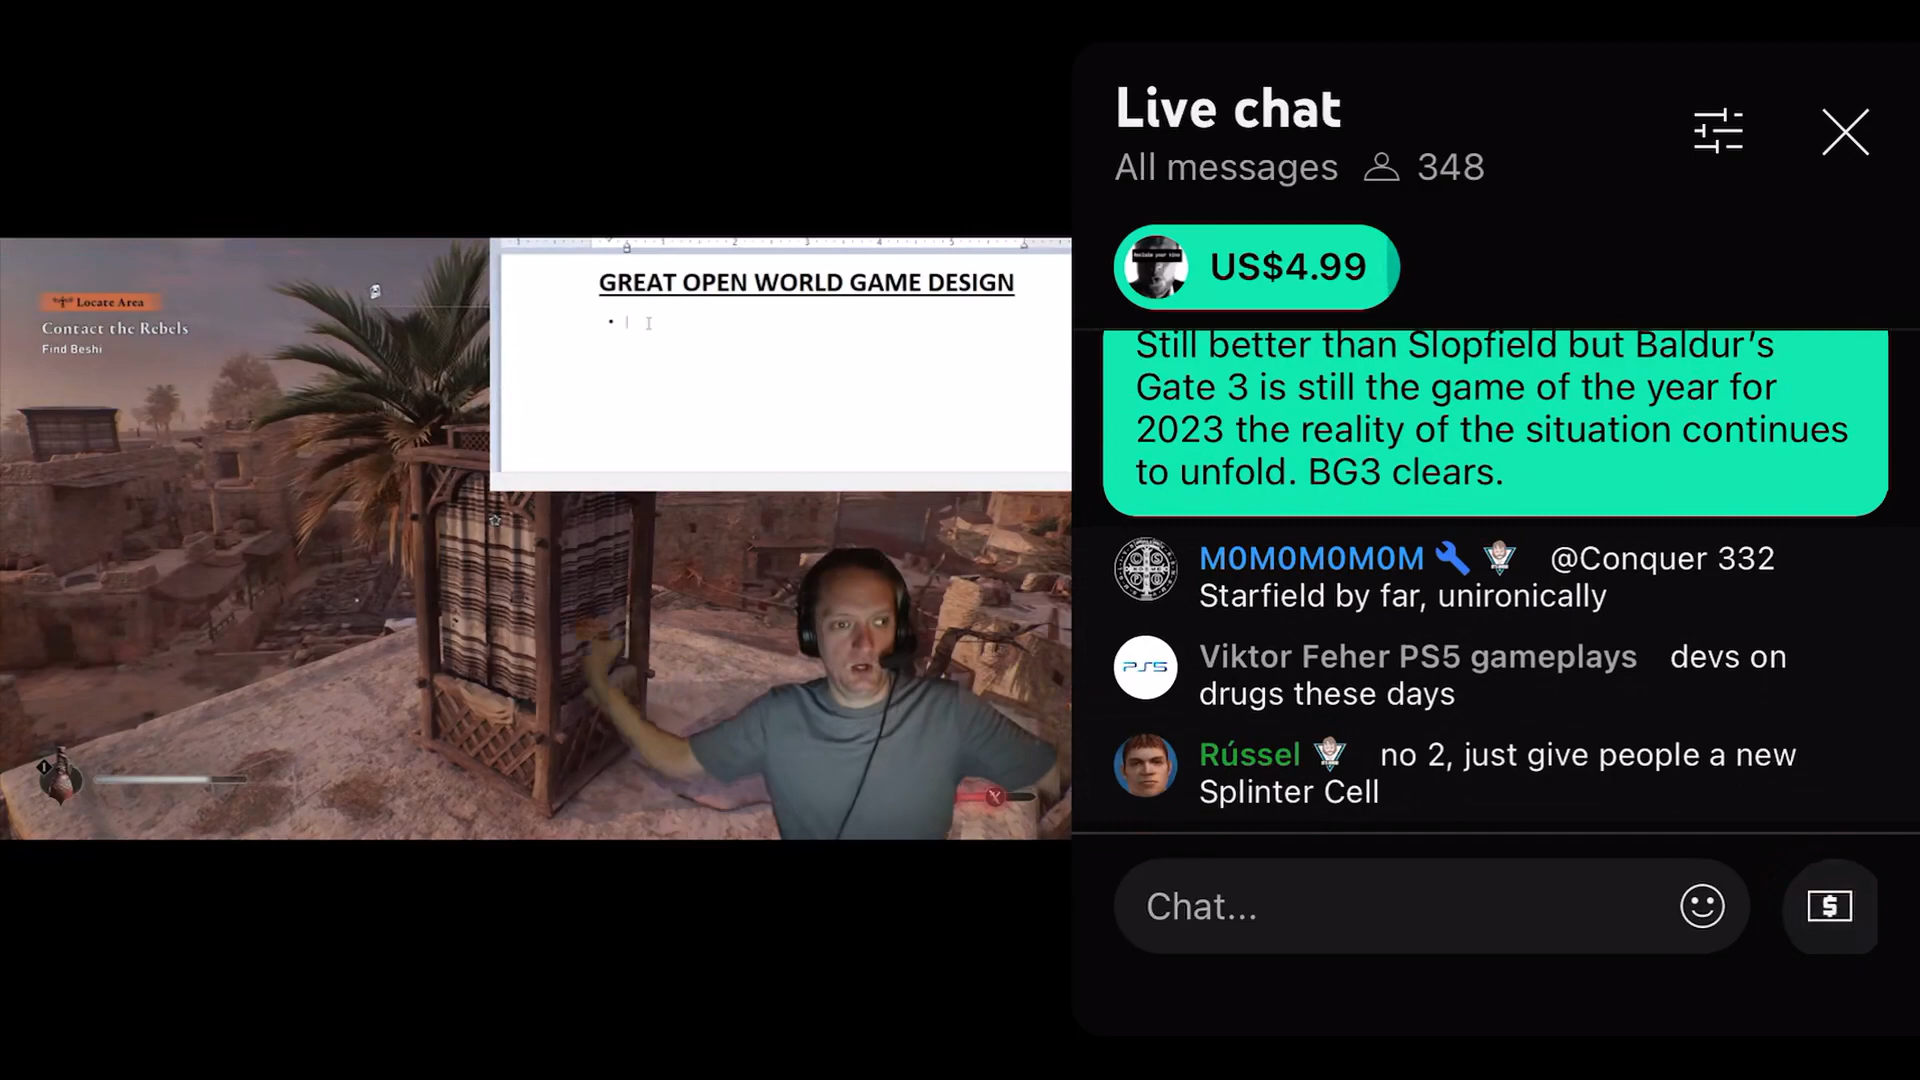 Locate Area
Contact the Rebels
Find Beshi
GREAT OPEN WORLD GAME DESIGN
•
Live chat
All messages 348
US$4.99
Still better than Slopfield but Baldur’s
Gate 3 is still the game of the year for
2023 the reality of the situation continues
to unfold. BG3 clears.
M0M0M0M0M @Conquer 332
Starfield by far, unironically
PS5
Viktor Feher PS5 gameplays devs on
drugs these days
Rússel no 2, just give people a new
Splinter Cell
Chat...
$